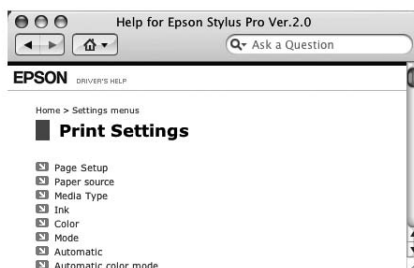 Help for Epson Stylus Pro Ver.2.0
Ask a Question
EPSON DRIVER'S HELP
Home > Settings menus
Print Settings
Page Setup
Paper source
Media Type
Ink
Color
Mode
Automatic
Automatic color mode